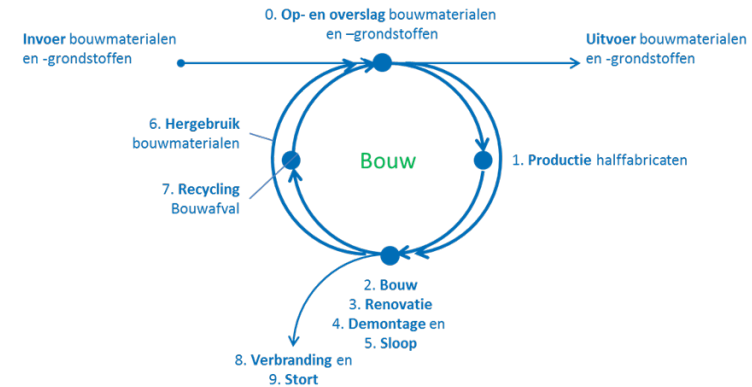 0. Op- en overslag bouwmaterialen
en –grondstoffen
Invoer bouwmaterialen
en -grondstoffen
Uitvoer bouwmaterialen
en -grondstoffen
6. Hergebruik
bouwmaterialen
Bouw
1. Productie halffabricaten
7. Recycling
Bouwafval
2. Bouw
3. Renovatie
4. Demontage en
5. Sloop
8. Verbranding en
9. Stort